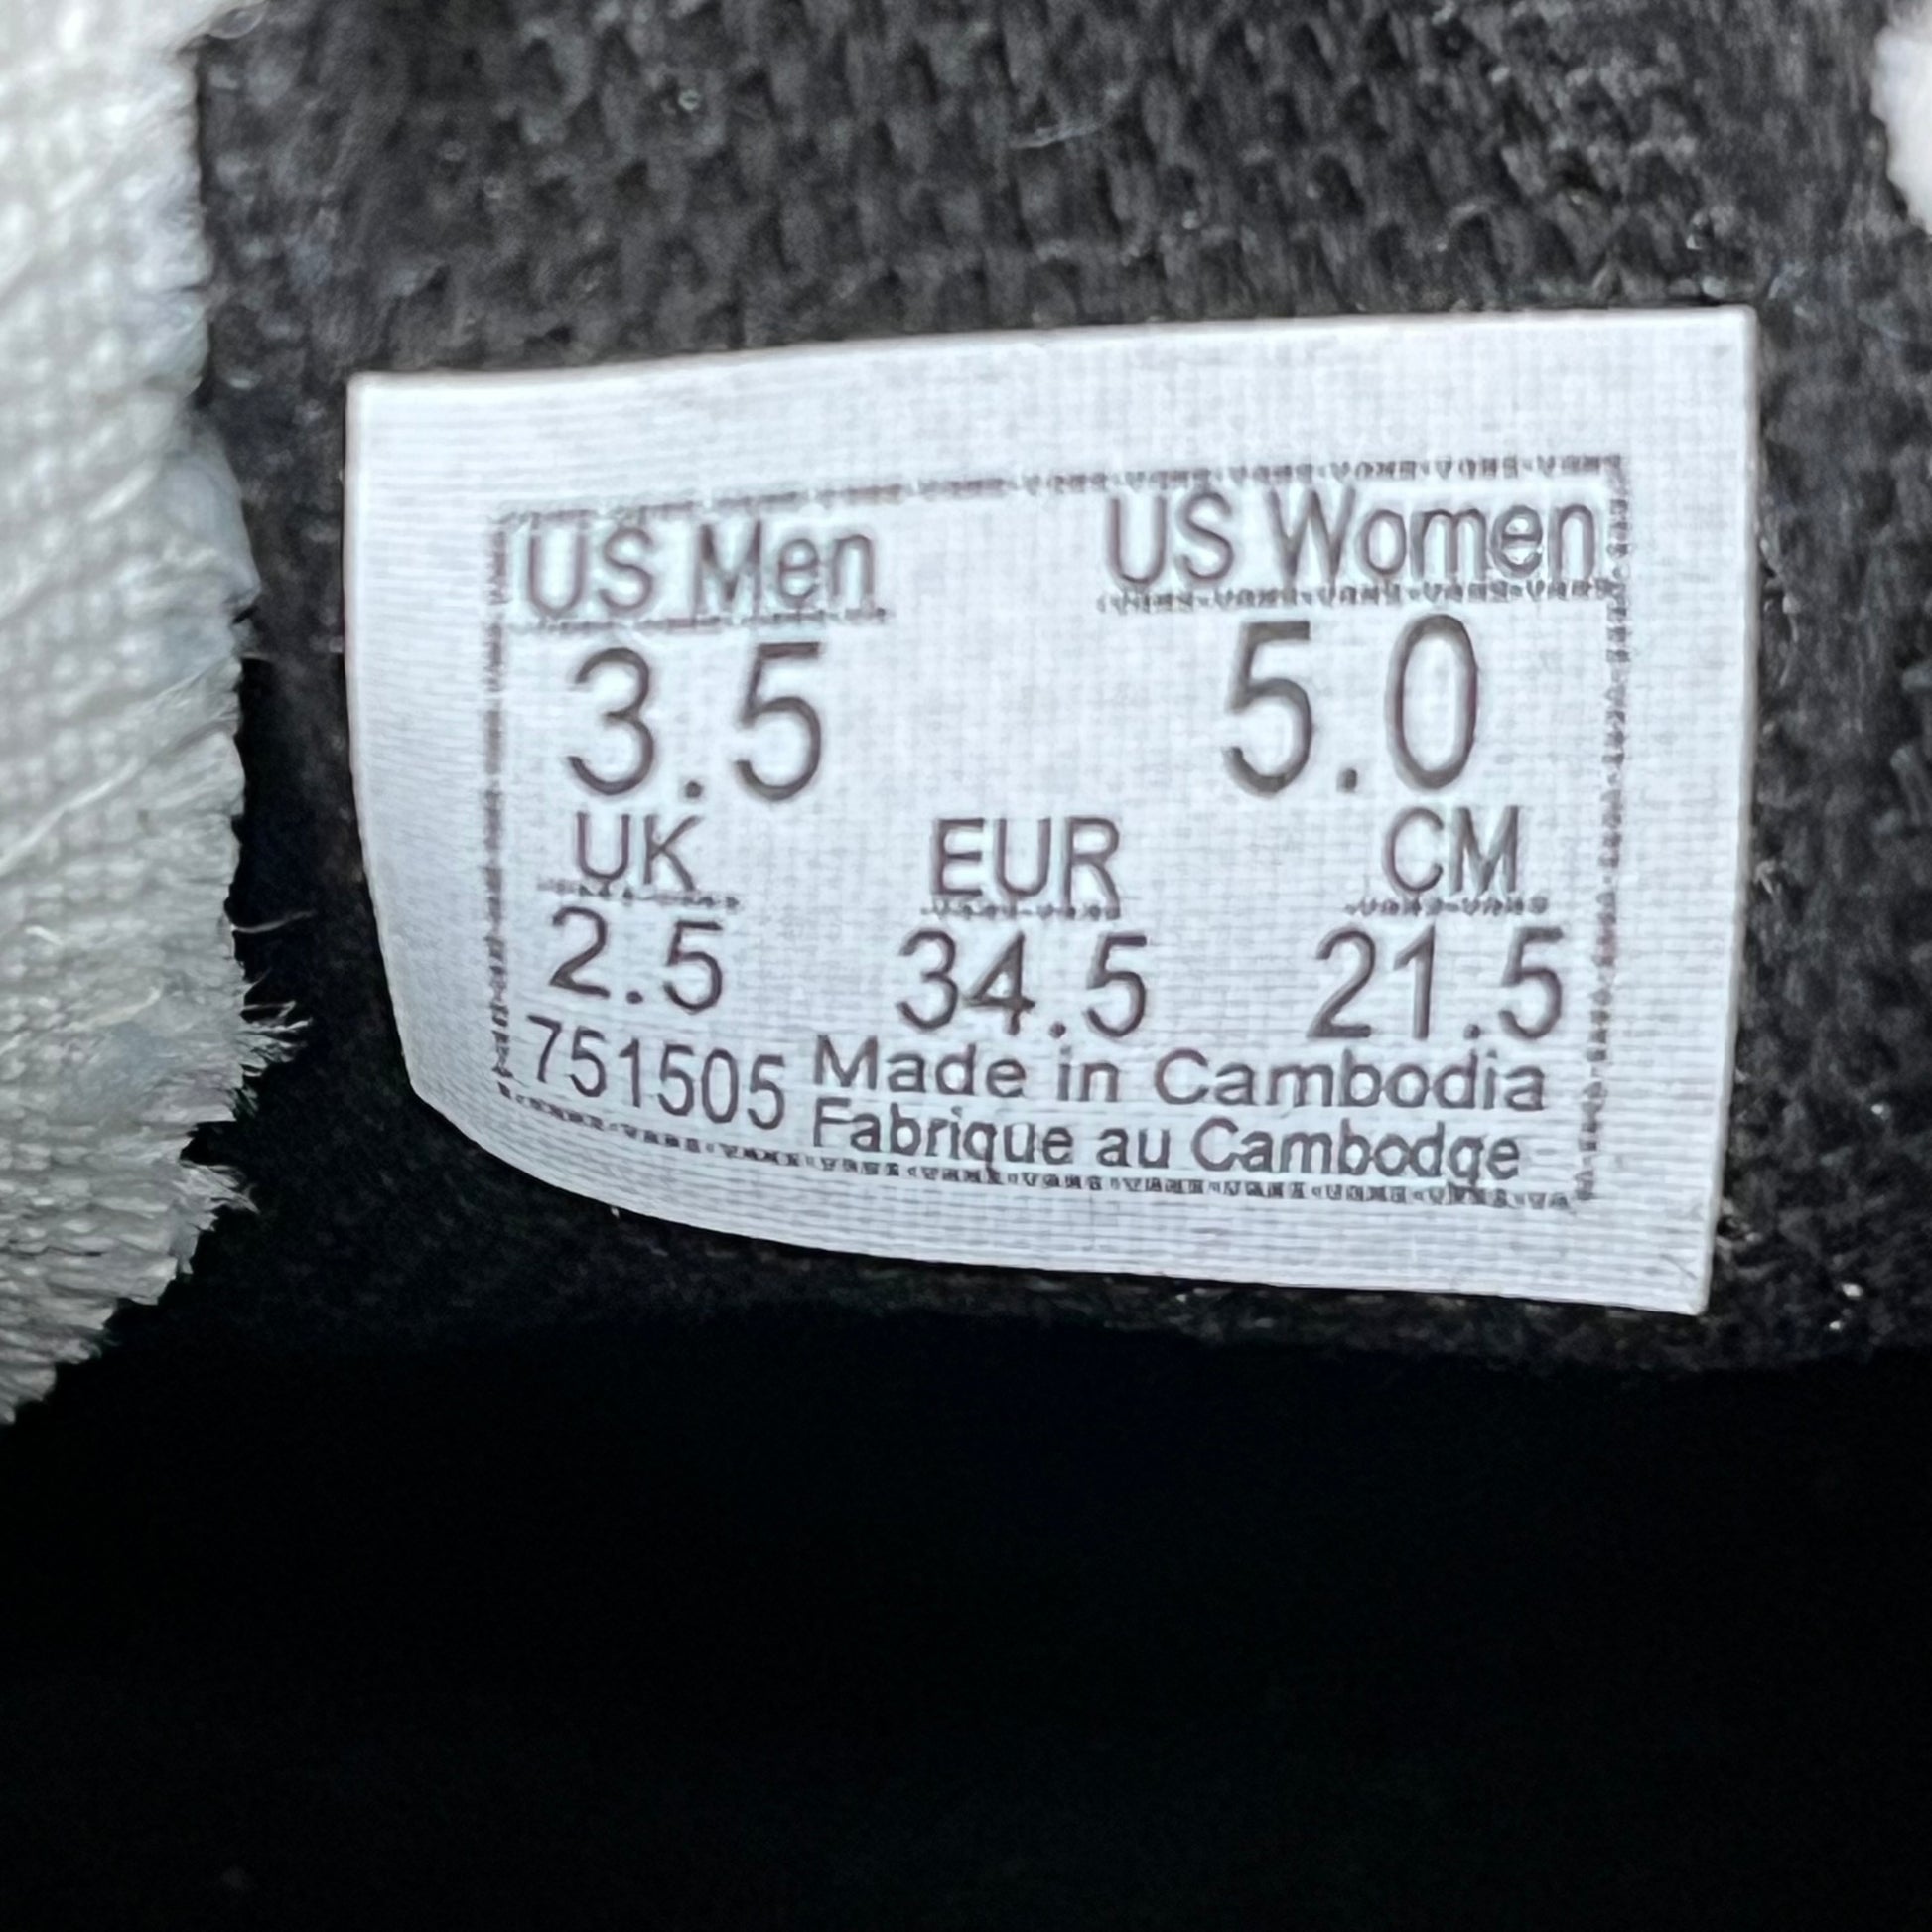 US Men US Women
3.5 5.0
UK EUR CM
2.5 34.5 21.5
751505 Made in Cambodia
Fabrique au Cambodge